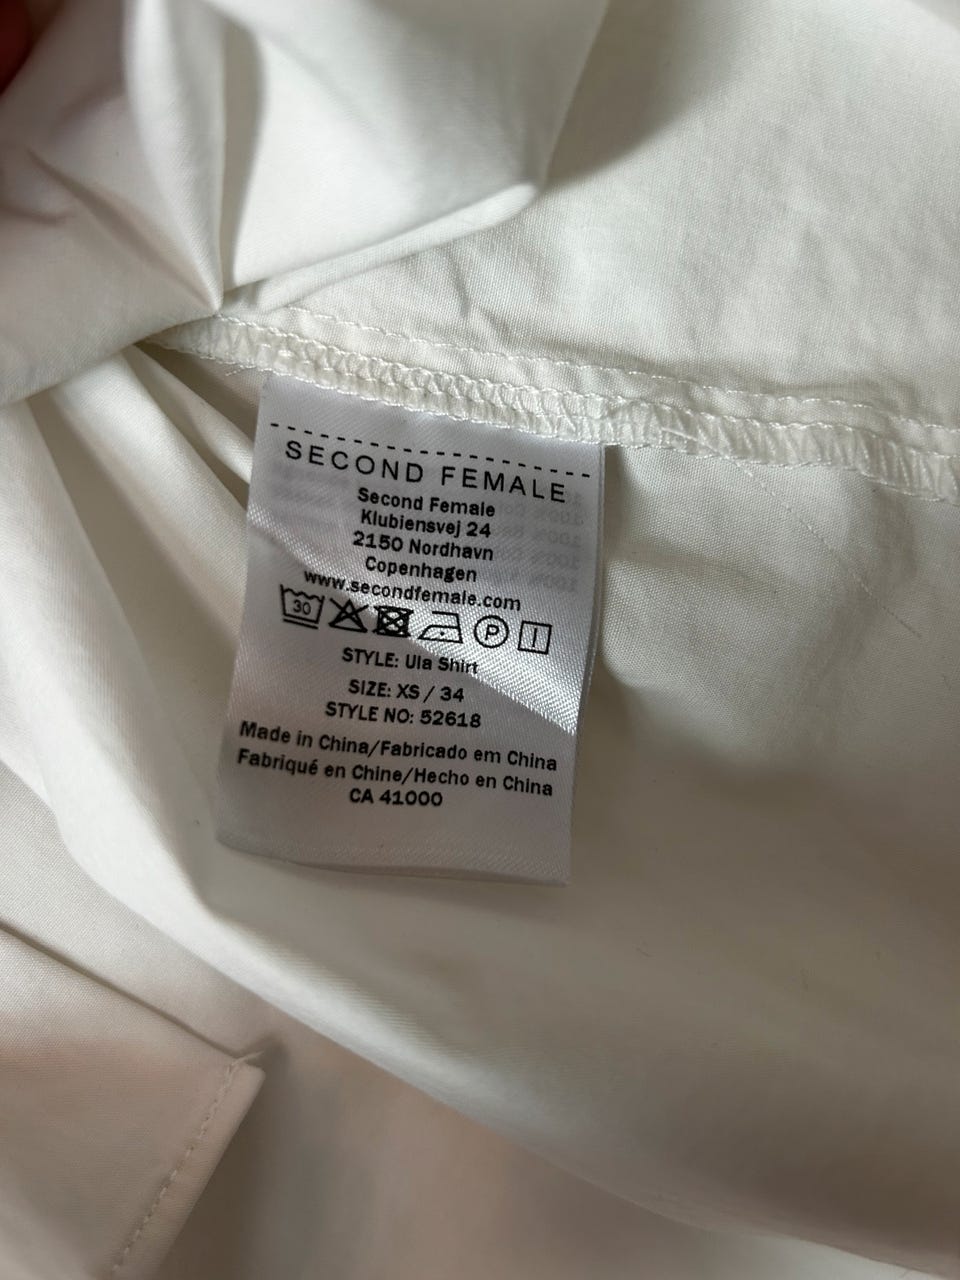 SECOND FEMALE
Second Female
Klubiensvej 24
2150 Nordhavn
Copenhagen
www.secondfemale.com
30 P
STYLE: Ula Shirt
SIZE: XS / 34
STYLE NO: 52618
Made in China/Fabricado em China
Fabriqué en Chine/Hecho en China
CA 41000